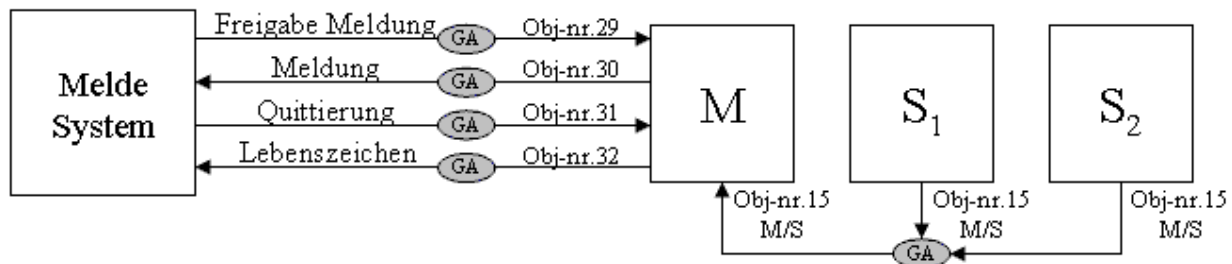 Freigabe Meldung GA Obj-nr.29
Meldung GA Obj-nr.30
Quittierung GA Obj-nr.31
Lebenszeichen GA Obj-nr.32
Melde
System
M
S1
S2
Obj-nr.15
M/S
Obj-nr.15
M/S
Obj-nr.15
M/S
GA